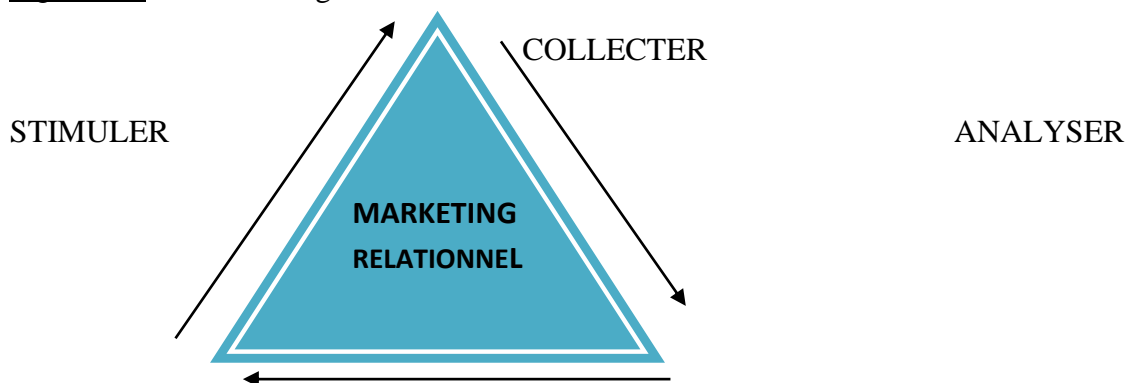 COLLECTER
STIMULER
ANALYSER
MARKETING
RELATIONNEL